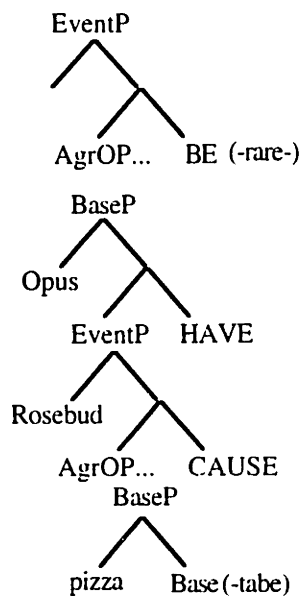 EventP
AgrOP... BE (-rare-)
BaseP
Opus
EventP HAVE
Rosebud
AgrOP... CAUSE
BaseP
pizza Base (-tabe)